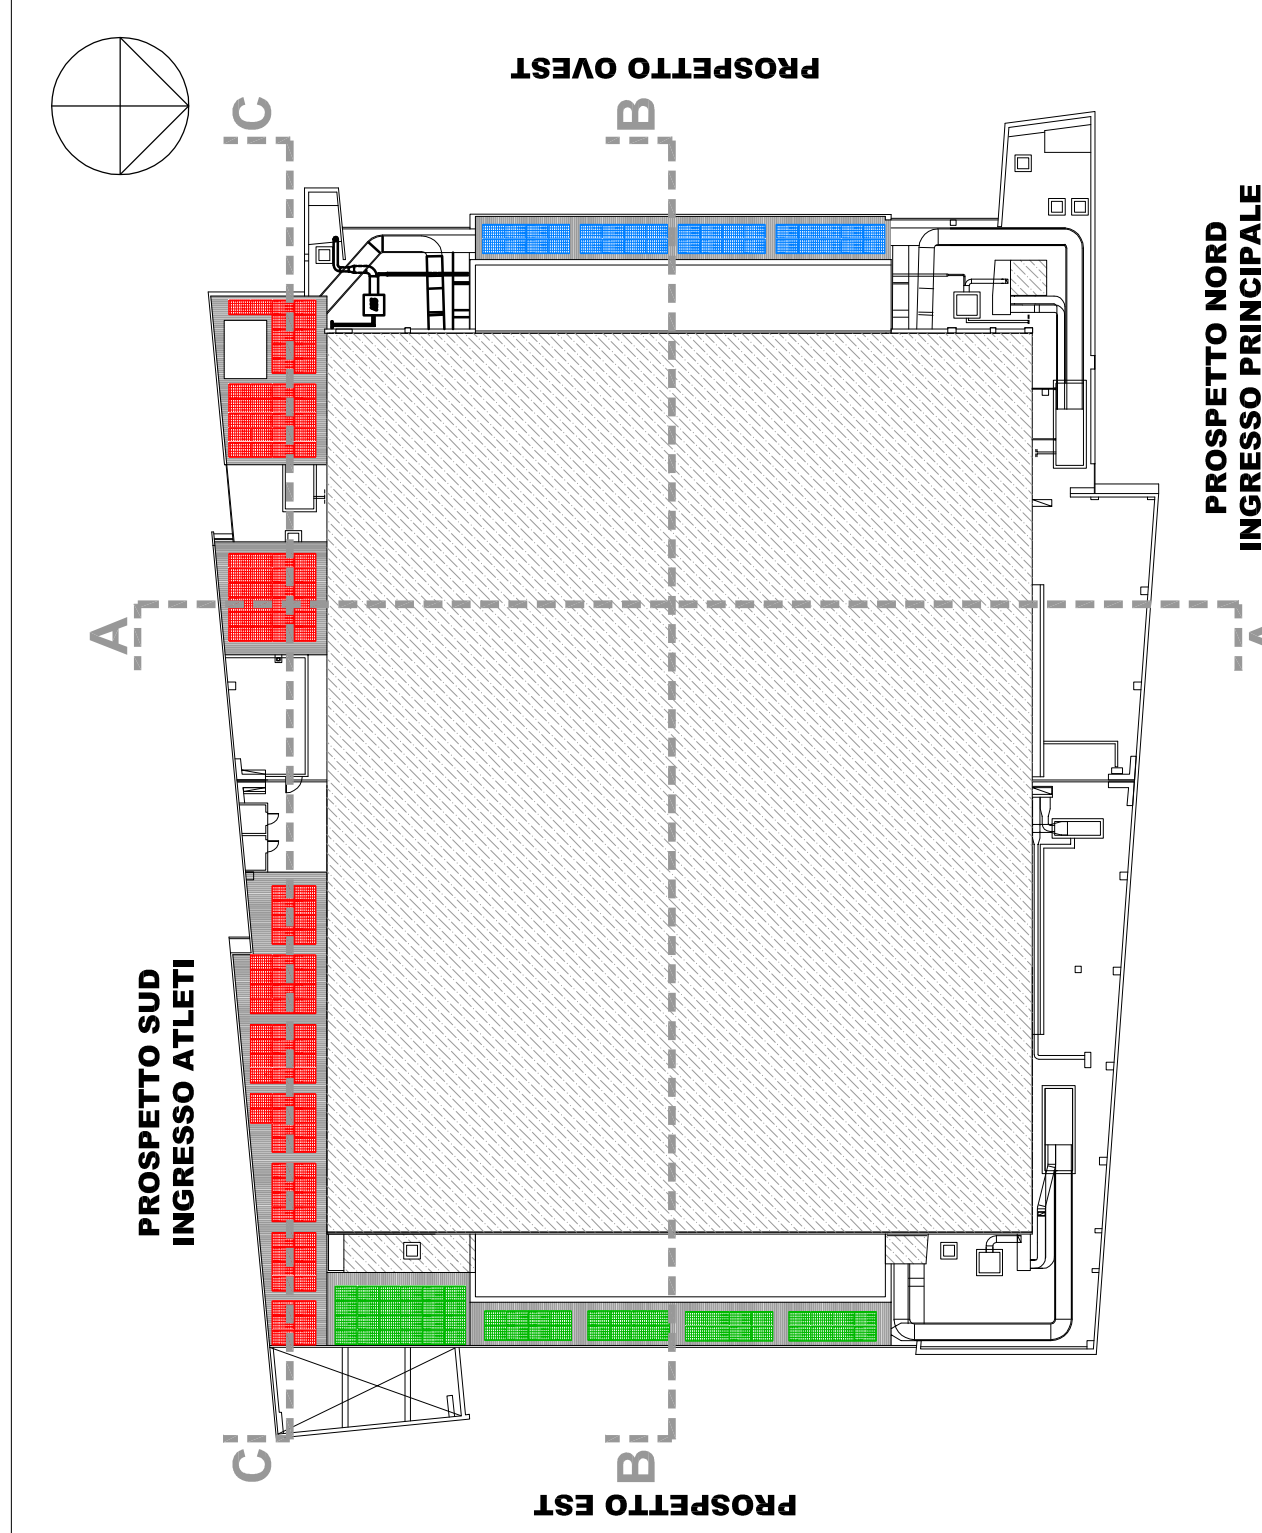 PROSPETTO OVEST
C
B
PROSPETTO NORD
INGRESSO PRINCIPALE
A
PROSPETTO SUD
INGRESSO ATLETI
C
B
PROSPETTO EST